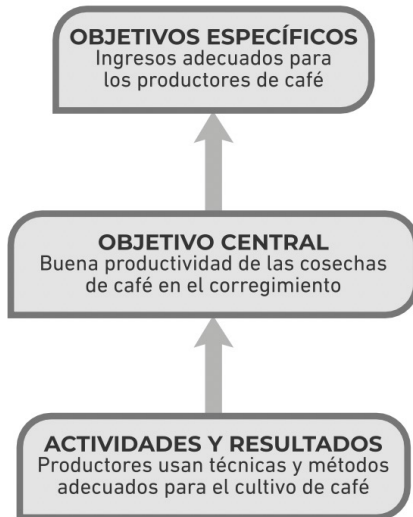 OBJETIVOS ESPECÍFICOS
Ingresos adecuados para
los productores de café
OBJETIVO CENTRAL
Buena productividad de las cosechas
de café en el corregimiento
ACTIVIDADES Y RESULTADOS
Productores usan técnicas y métodos
adecuados para el cultivo de café